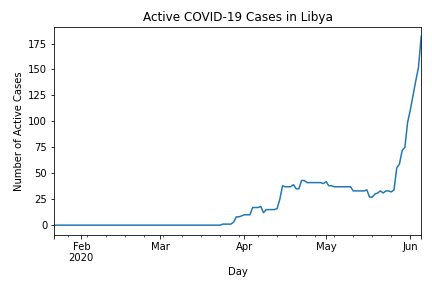 Active COVID-19 Cases in Libya
Number of Active Cases
175
150
125
100
75
50
25
0
Feb
2020
Mar
Apr
May
Jun
Day